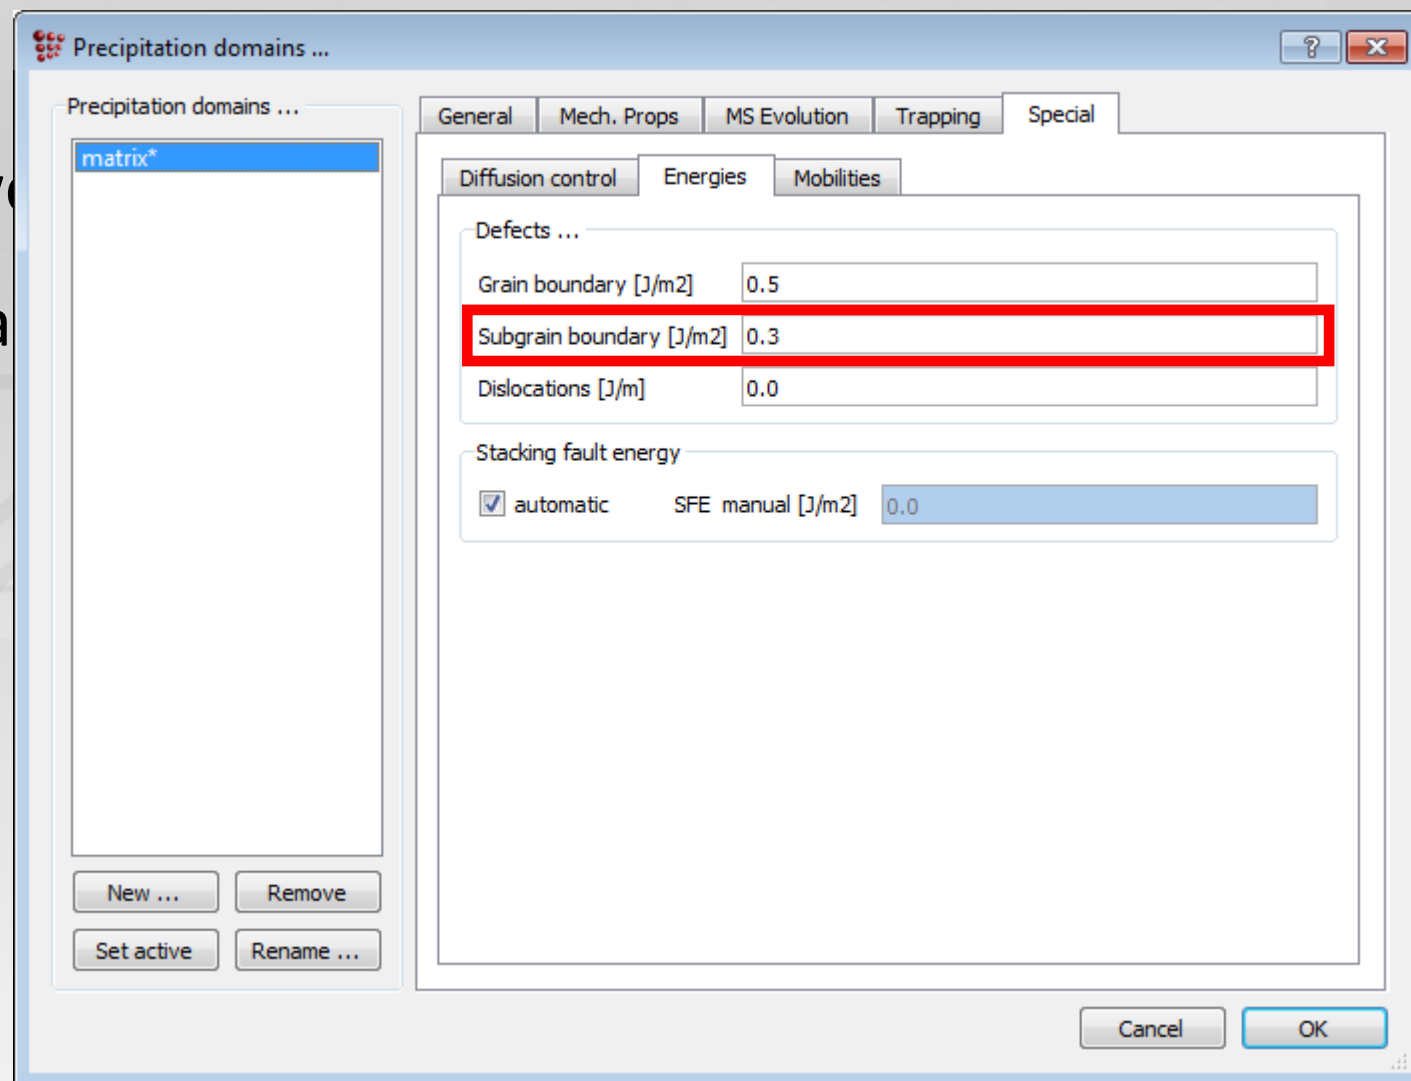 Precipitation domains ...
Precipitation domains ...
matrix*
New ...
Remove
Set active
Rename ...
General
Mech. Props
MS Evolution
Trapping
Special
Diffusion control
Energies
Mobilities
Defects ...
Grain boundary [J/m2] 0.5
Subgrain boundary [J/m2] 0.3
Dislocations [J/m] 0.0
Stacking fault energy
automatic SFE manual [J/m2] 0.0
Cancel
OK